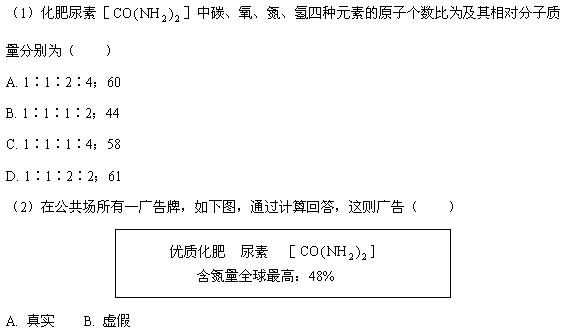 （1）化肥尿素［CO(NH₂)₂］中碳、氧、氮、氢四种元素的原子个数比为及其相对分子质
量分别为（　　）
A. 1∶1∶2∶4；60
B. 1∶1∶1∶2；44
C. 1∶1∶1∶4；58
D. 1∶1∶2∶2；61
（2）在公共场所有一广告牌，如下图，通过计算回答，这则广告（　　）
优质化肥　尿素　［CO(NH₂)₂］
含氮量全球最高：48%
A. 真实　　B. 虚假